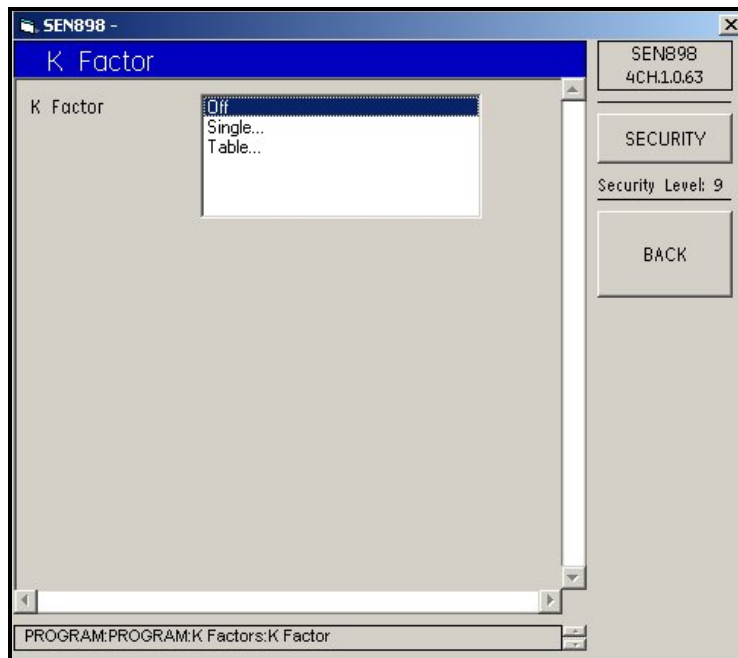 SEN898 -
K Factor
K Factor
Off
Single...
Table...
SEN898
4CH.1.0.63
SECURITY
Security Level: 9
BACK
PROGRAM:PROGRAM:K Factors:K Factor